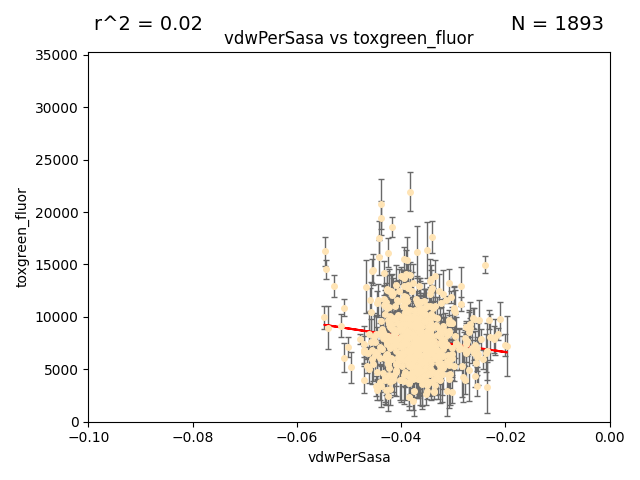 r^2 = 0.02
N = 1893
vdwPerSasa vs toxgreen_fluor
35000
30000
25000
20000
15000
10000
5000
0
toxgreen_fluor
−0.10
−0.08
−0.06
−0.04
−0.02
0.00
vdwPerSasa